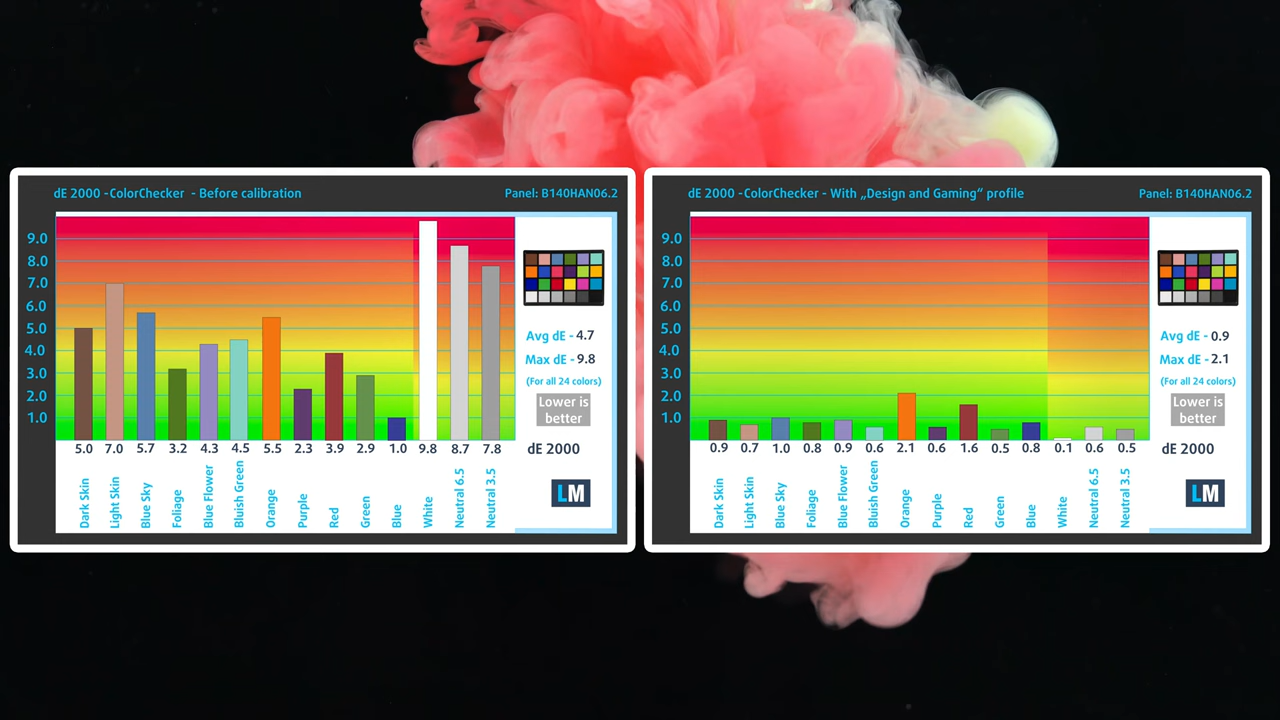 dE 2000 -ColorChecker - Before calibration
Panel: B140HAN06.2
9.0
8.0
7.0
6.0
5.0
4.0
3.0
2.0
1.0
5.0 7.0 5.7 3.2 4.3 4.5 5.5 2.3 3.9 2.9 1.0 9.8 8.7 7.8
Dark Skin
Light Skin
Blue Sky
Foliage
Blue Flower
Bluish Green
Orange
Purple
Red
Green
Blue
White
Neutral 6.5
Neutral 3.5
Avg dE - 4.7
Max dE - 9.8
(For all 24 colors)
Lower is
better
dE 2000
LM
dE 2000 -ColorChecker - With „Design and Gaming“ profile
Panel: B140HAN06.2
9.0
8.0
7.0
6.0
5.0
4.0
3.0
2.0
1.0
0.9 0.7 1.0 0.8 0.9 0.6 2.1 0.6 1.6 0.5 0.8 0.1 0.6 0.5
Dark Skin
Light Skin
Blue Sky
Foliage
Blue Flower
Bluish Green
Orange
Purple
Red
Green
Blue
White
Neutral 6.5
Neutral 3.5
Avg dE - 0.9
Max dE - 2.1
(For all 24 colors)
Lower is
better
dE 2000
LM